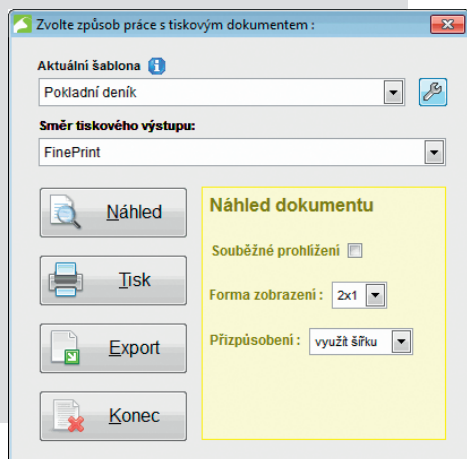 Zvolte způsob práce s tiskovým dokumentem :
Aktuální šablona
Pokladní deník
Směr tiskového výstupu:
FinePrint
Náhled
Tisk
Export
Konec
Náhled dokumentu
Souběžné prohlížení
Forma zobrazení : 2x1
Přizpůsobení : využít šířku